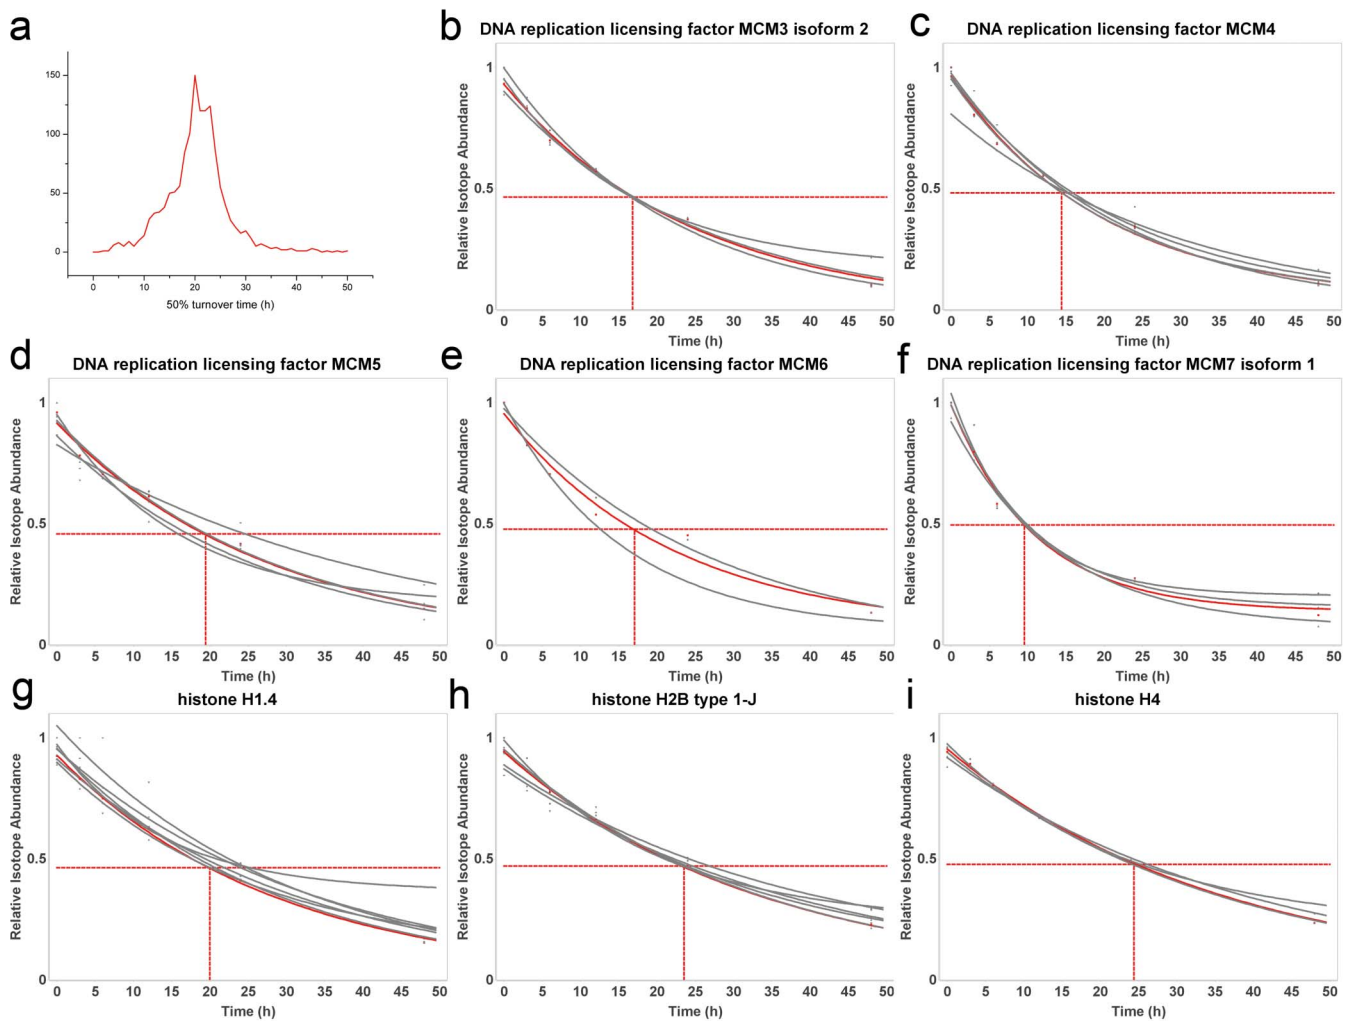 a
150
100
50
0
0 10 20 30 40 50
50% turnover time (h)
b
DNA replication licensing factor MCM3 isoform 2
Relative Isotope Abundance
1
0.5
0
0 5 10 15 20 25 30 35 40 45 50
Time (h)
c
DNA replication licensing factor MCM4
Relative Isotope Abundance
1
0.5
0
0 5 10 15 20 25 30 35 40 45 50
Time (h)
d
DNA replication licensing factor MCM5
Relative Isotope Abundance
1
0.5
0
0 5 10 15 20 25 30 35 40 45 50
Time (h)
e
DNA replication licensing factor MCM6
Relative Isotope Abundance
1
0.5
0
0 5 10 15 20 25 30 35 40 45 50
Time (h)
f
DNA replication licensing factor MCM7 isoform 1
Relative Isotope Abundance
1
0.5
0
0 5 10 15 20 25 30 35 40 45 50
Time (h)
g
histone H1.4
Relative Isotope Abundance
1
0.5
0
0 5 10 15 20 25 30 35 40 45 50
Time (h)
h
histone H2B type 1-J
Relative Isotope Abundance
1
0.5
0
0 5 10 15 20 25 30 35 40 45 50
Time (h)
i
histone H4
Relative Isotope Abundance
1
0.5
0
0 5 10 15 20 25 30 35 40 45 50
Time (h)